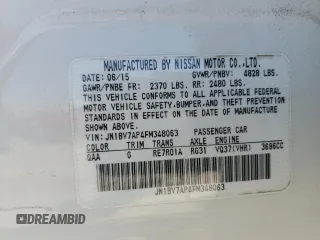 MANUFACTURED BY NISSAN MOTOR CO.,LTD.
DATE: 06/15 GVWR/PNBV: 4828 LBS.
GAWR/PNBE FR: 2370 LBS. RR: 2480 LBS.
THIS VEHICLE CONFORMS TO ALL APPLICABLE FEDERAL
MOTOR VEHICLE SAFETY,BUMPER,AND THEFT PREVENTION
STANDARDS IN EFFECT ON THE DATE OF MANUFACTURE
SHOWN ABOVE.
VIN: JN1BV7AP4FM348063 PASSENGER CAR
COLOR TRIM TRANS AXLE ENGINE
QAA G RE7R01A RG31 VQ37(VHR) 3696CC
JN1BV7AP4FM348063
DEALERSHIP CAR
AutoBidCar